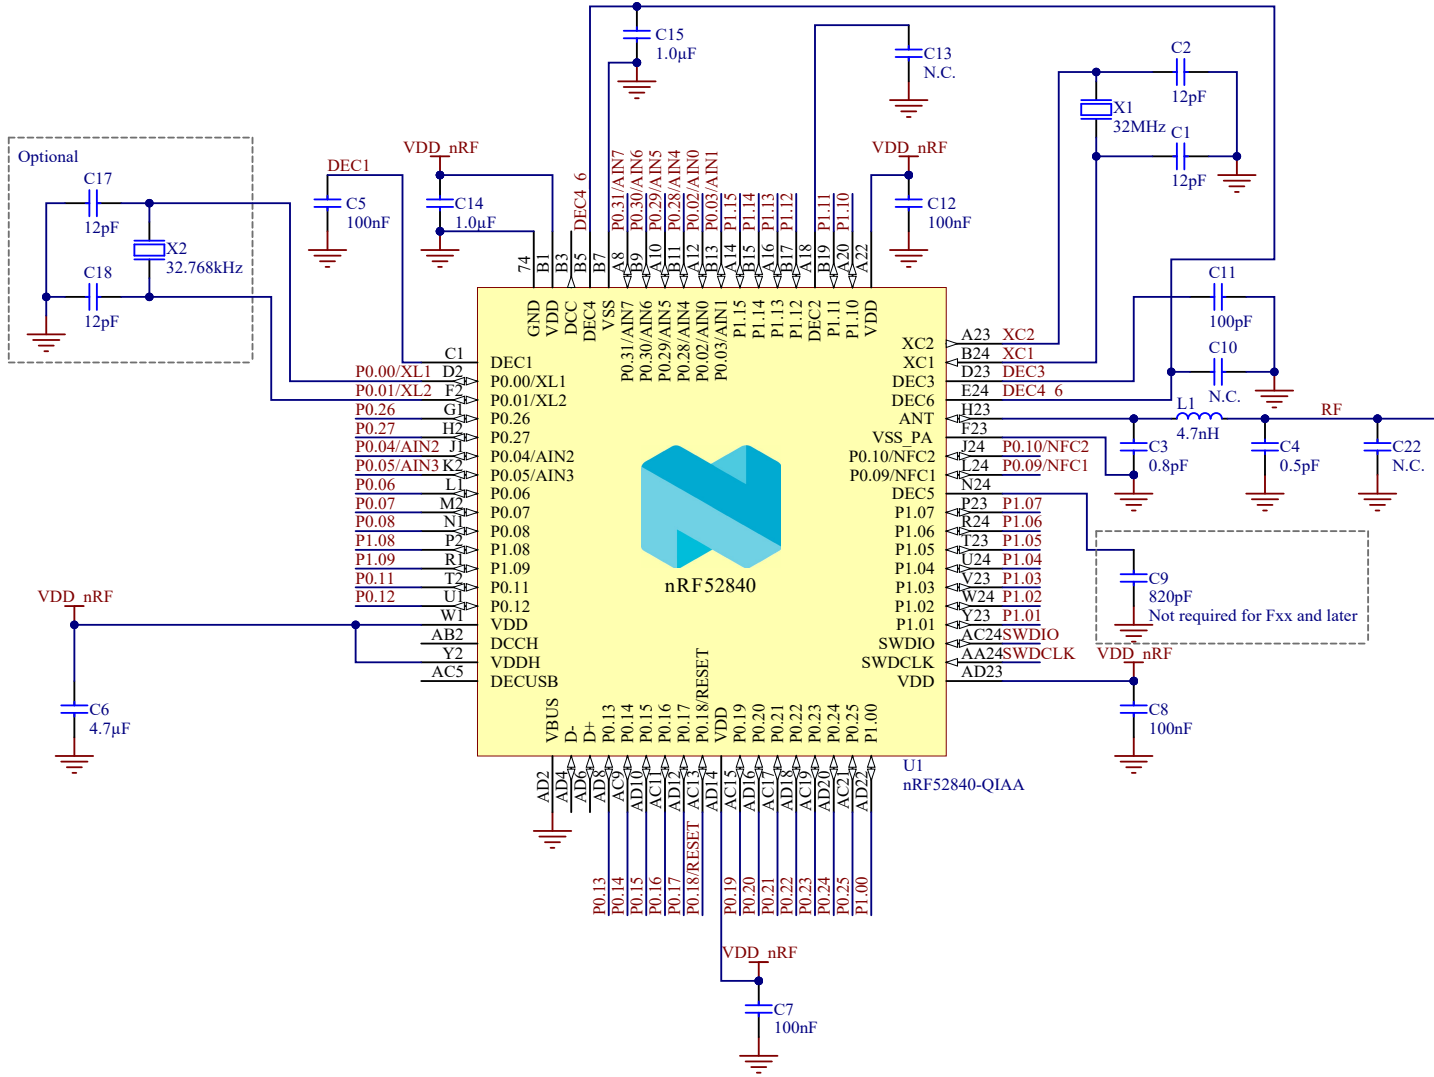 C15
1.0µF
C13
N.C.
C2
12pF
X1
32MHz
C1
12pF
Optional
C17
12pF
X2
32.768kHz
C18
12pF
DEC1
C5
100nF
VDD_nRF
C14
1.0µF
DEC4_6
P0.31/AIN7
P0.30/AIN6
P0.29/AIN5
P0.28/AIN4
P0.02/AIN0
P0.03/AIN1
P1.15
P1.14
P1.13
P1.12
P1.11
P1.10
VDD_nRF
C12
100nF
74
B1
B3
B5
B7
A8
B9
A10
B11
A12
B13
A14
B15
A16
B17
A18
B19
A20
A22
GND
VDD
DCC
DEC4
VSS
P0.31/AIN7
P0.30/AIN6
P0.29/AIN5
P0.28/AIN4
P0.02/AIN0
P0.03/AIN1
P1.15
P1.14
P1.13
P1.12
DEC2
P1.11
P1.10
VDD
C11
100pF
C10
N.C.
C1 DEC1
P0.00/XL1 D2 P0.00/XL1
P0.01/XL2 F2 P0.01/XL2
P0.26 G1 P0.26
P0.27 H2 P0.27
P0.04/AIN2 J1 P0.04/AIN2
P0.05/AIN3 K2 P0.05/AIN3
P0.06 L1 P0.06
P0.07 M2 P0.07
P0.08 N1 P0.08
P1.08 P2 P1.08
P1.09 R1 P1.09
P0.11 T2 P0.11
P0.12 U1 P0.12
W1 VDD
AB2 DCCH
Y2 VDDH
AC5 DECUSB
VDD_nRF
C6
4.7µF
nRF52840
XC2 A23 XC2
XC1 B24 XC1
DEC3 D23 DEC3
DEC6 E24 DEC4_6
ANT H23
VSS_PA F23
P0.10/NFC2 J24 P0.10/NFC2
P0.09/NFC1 L24 P0.09/NFC1
DEC5 N24
P1.07 P23 P1.07
P1.06 R24 P1.06
P1.05 T23 P1.05
P1.04 U24 P1.04
P1.03 V23 P1.03
P1.02 W24 P1.02
P1.01 Y23 P1.01
SWDIO AC24 SWDIO
SWDCLK AA24 SWDCLK
VDD AD23
L1
4.7nH
RF
C3
0.8pF
C4
0.5pF
C22
N.C.
C9
820pF
Not required for Fxx and later
VDD_nRF
C8
100nF
VBUS
D-
D+
P0.13
P0.14
P0.15
P0.16
P0.17
P0.18/RESET
VDD
P0.19
P0.20
P0.21
P0.22
P0.23
P0.24
P0.25
P1.00
U1
nRF52840-QIAA
AD2
AD4
AD6
AD8
AC9
AD10
AC11
AD12
AC13
AD14
AC15
AD16
AC17
AD18
AC19
AD20
AC21
AD22
P0.13
P0.14
P0.15
P0.16
P0.17
P0.18/RESET
P0.19
P0.20
P0.21
P0.22
P0.23
P0.24
P0.25
P1.00
VDD_nRF
C7
100nF